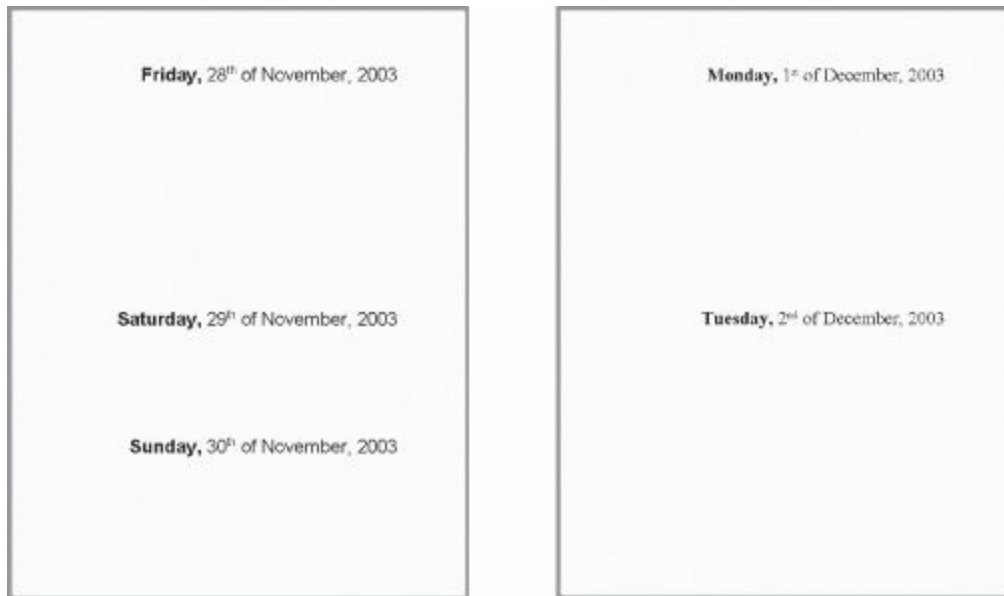 Friday, 28th of November, 2003
Saturday, 29th of November, 2003
Sunday, 30th of November, 2003
Monday, 1st of December, 2003
Tuesday, 2nd of December, 2003